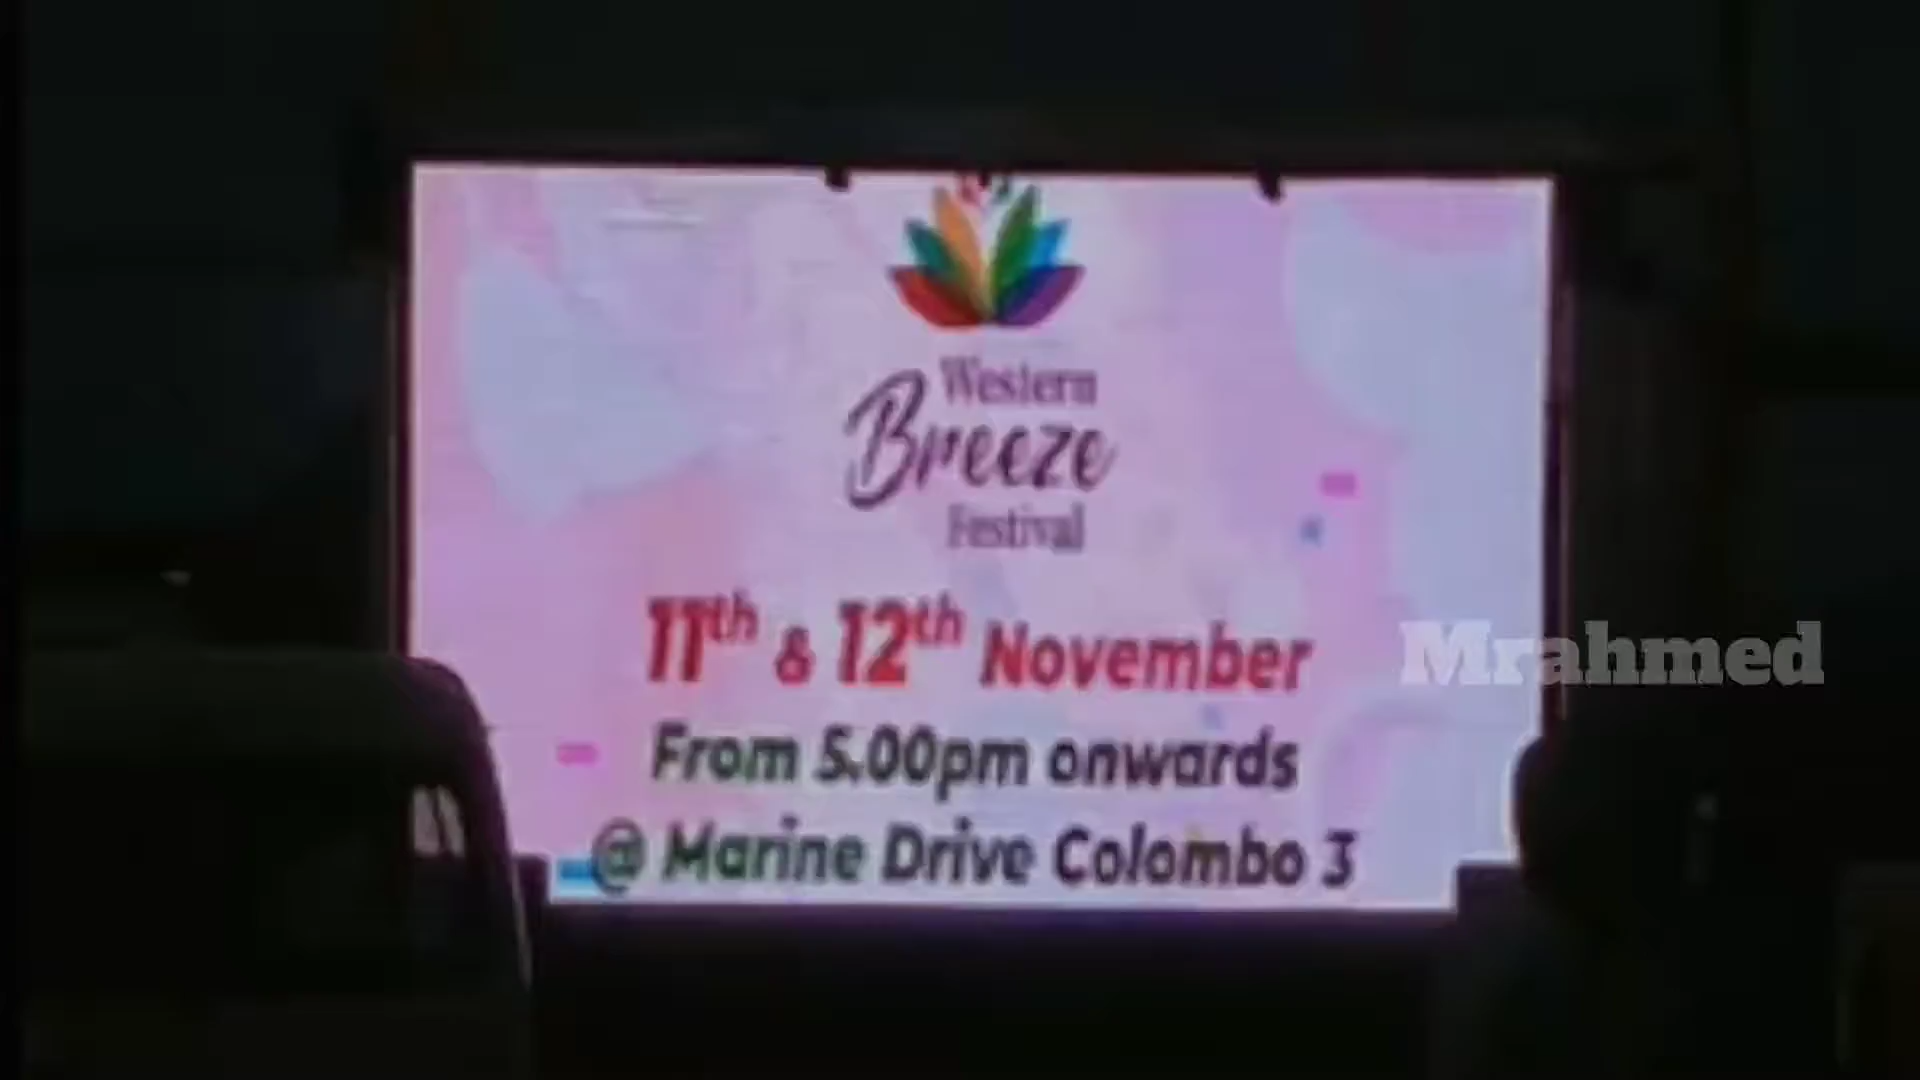 Western
Breeze
Festival
11th & 12th November
From 5.00pm onwards
@ Marine Drive Colombo 3
Mrahmed